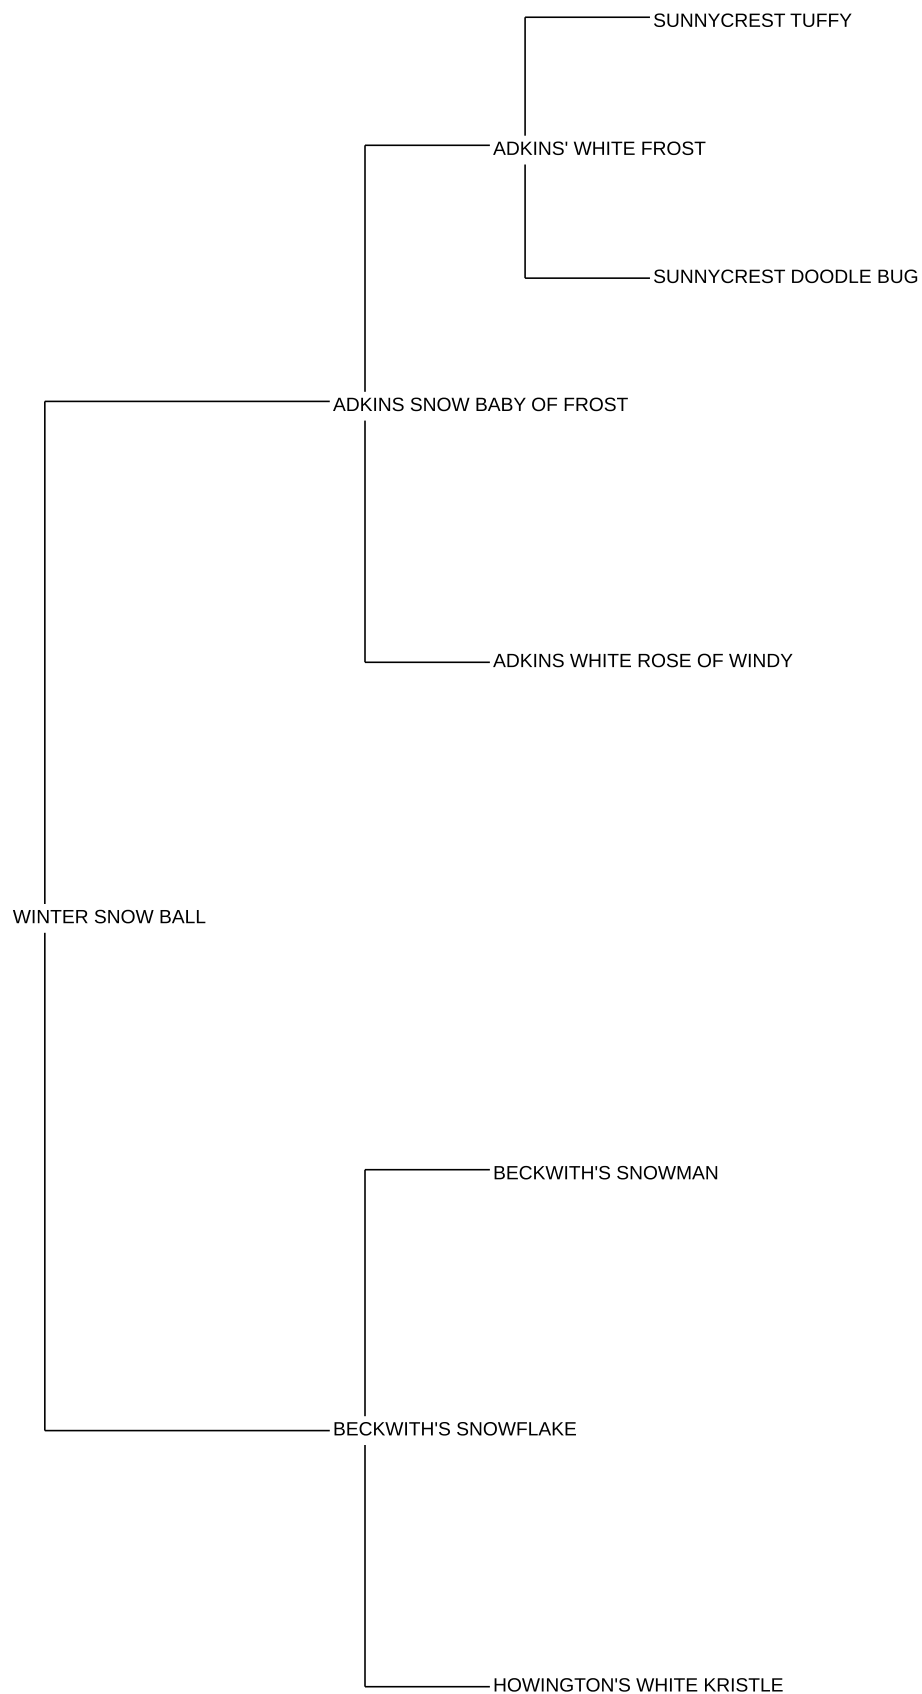 SUNNYCREST TUFFY
ADKINS' WHITE FROST
SUNNYCREST DOODLE BUG
ADKINS SNOW BABY OF FROST
ADKINS WHITE ROSE OF WINDY
WINTER SNOW BALL
BECKWITH'S SNOWMAN
BECKWITH'S SNOWFLAKE
HOWINGTON'S WHITE KRISTLE